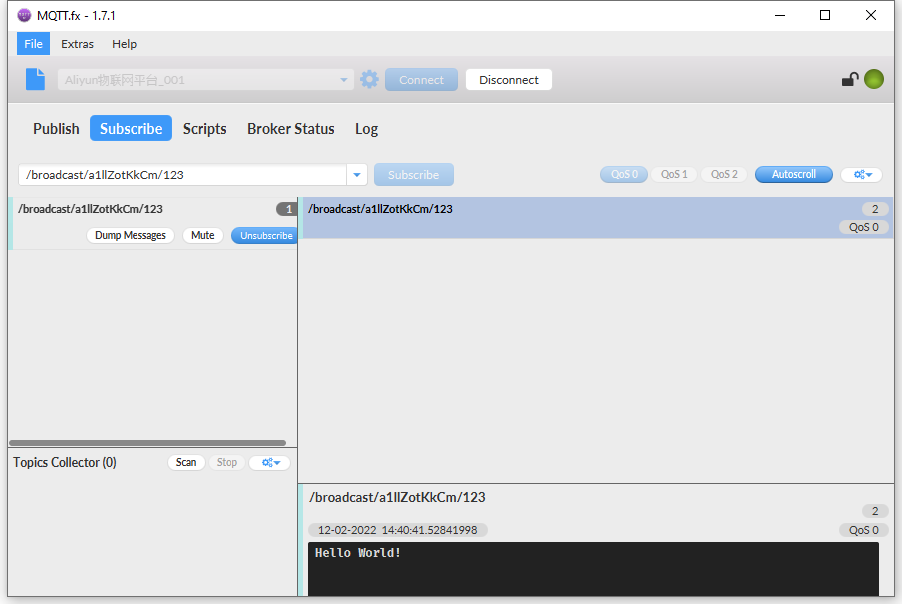 MQTT.fx - 1.7.1
File Extras Help
Aliyun物联网平台_001 Connect Disconnect
Publish Subscribe Scripts Broker Status Log
/broadcast/a1llZotKkCm/123 Subscribe QoS 0 QoS 1 QoS 2 Autoscroll
/broadcast/a1llZotKkCm/123 1
Dump Messages Mute Unsubscribe
/broadcast/a1llZotKkCm/123 2
QoS 0
Topics Collector (0) Scan Stop
/broadcast/a1llZotKkCm/123
2
12-02-2022 14:40:41.52841998 QoS 0
Hello World!